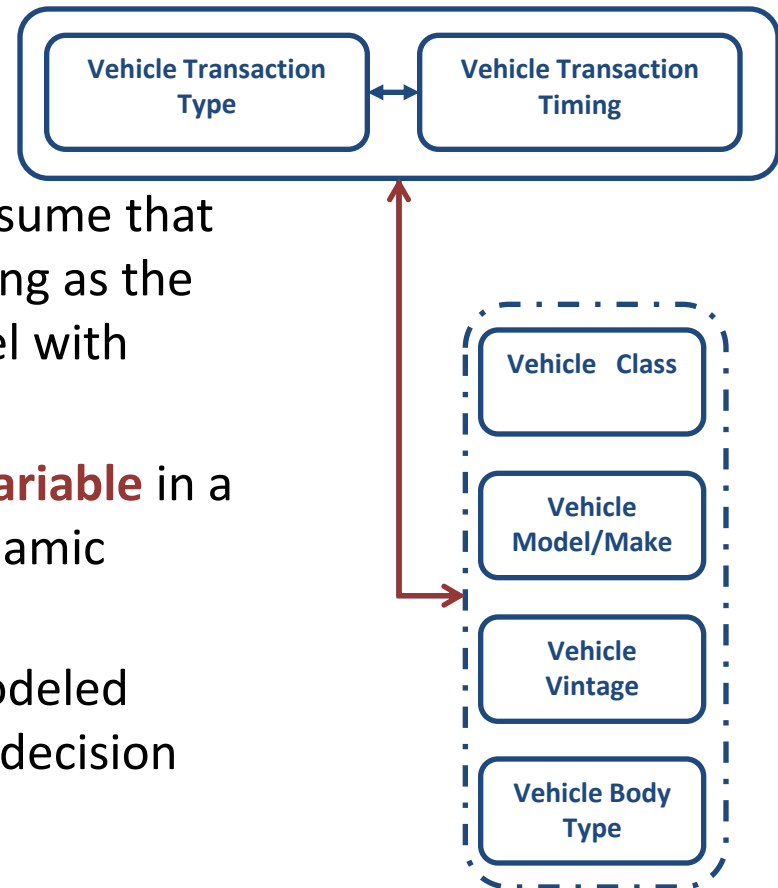 Vehicle Transaction
Type
Vehicle Transaction
Timing
sume that
ng as the
el with
ariable in a
namic
odeled
decision
Vehicle Class
Vehicle
Model/Make
Vehicle
Vintage
Vehicle Body
Type